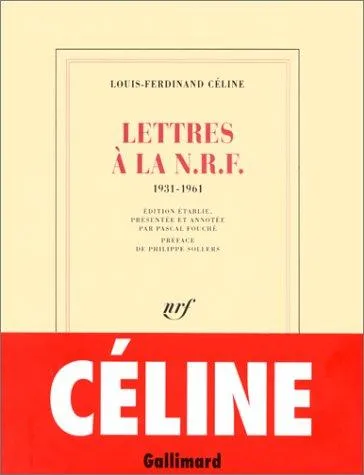 LOUIS-FERDINAND CÉLINE
LETTRES
À LA N.R.F.
1931-1961
ÉDITION ÉTABLIE,
PRÉSENTÉE ET ANNOTÉE
PAR PASCAL FOUCHÉ
PRÉFACE
DE PHILIPPE SOLLERS
nrf
CÉLINE
Gallimard